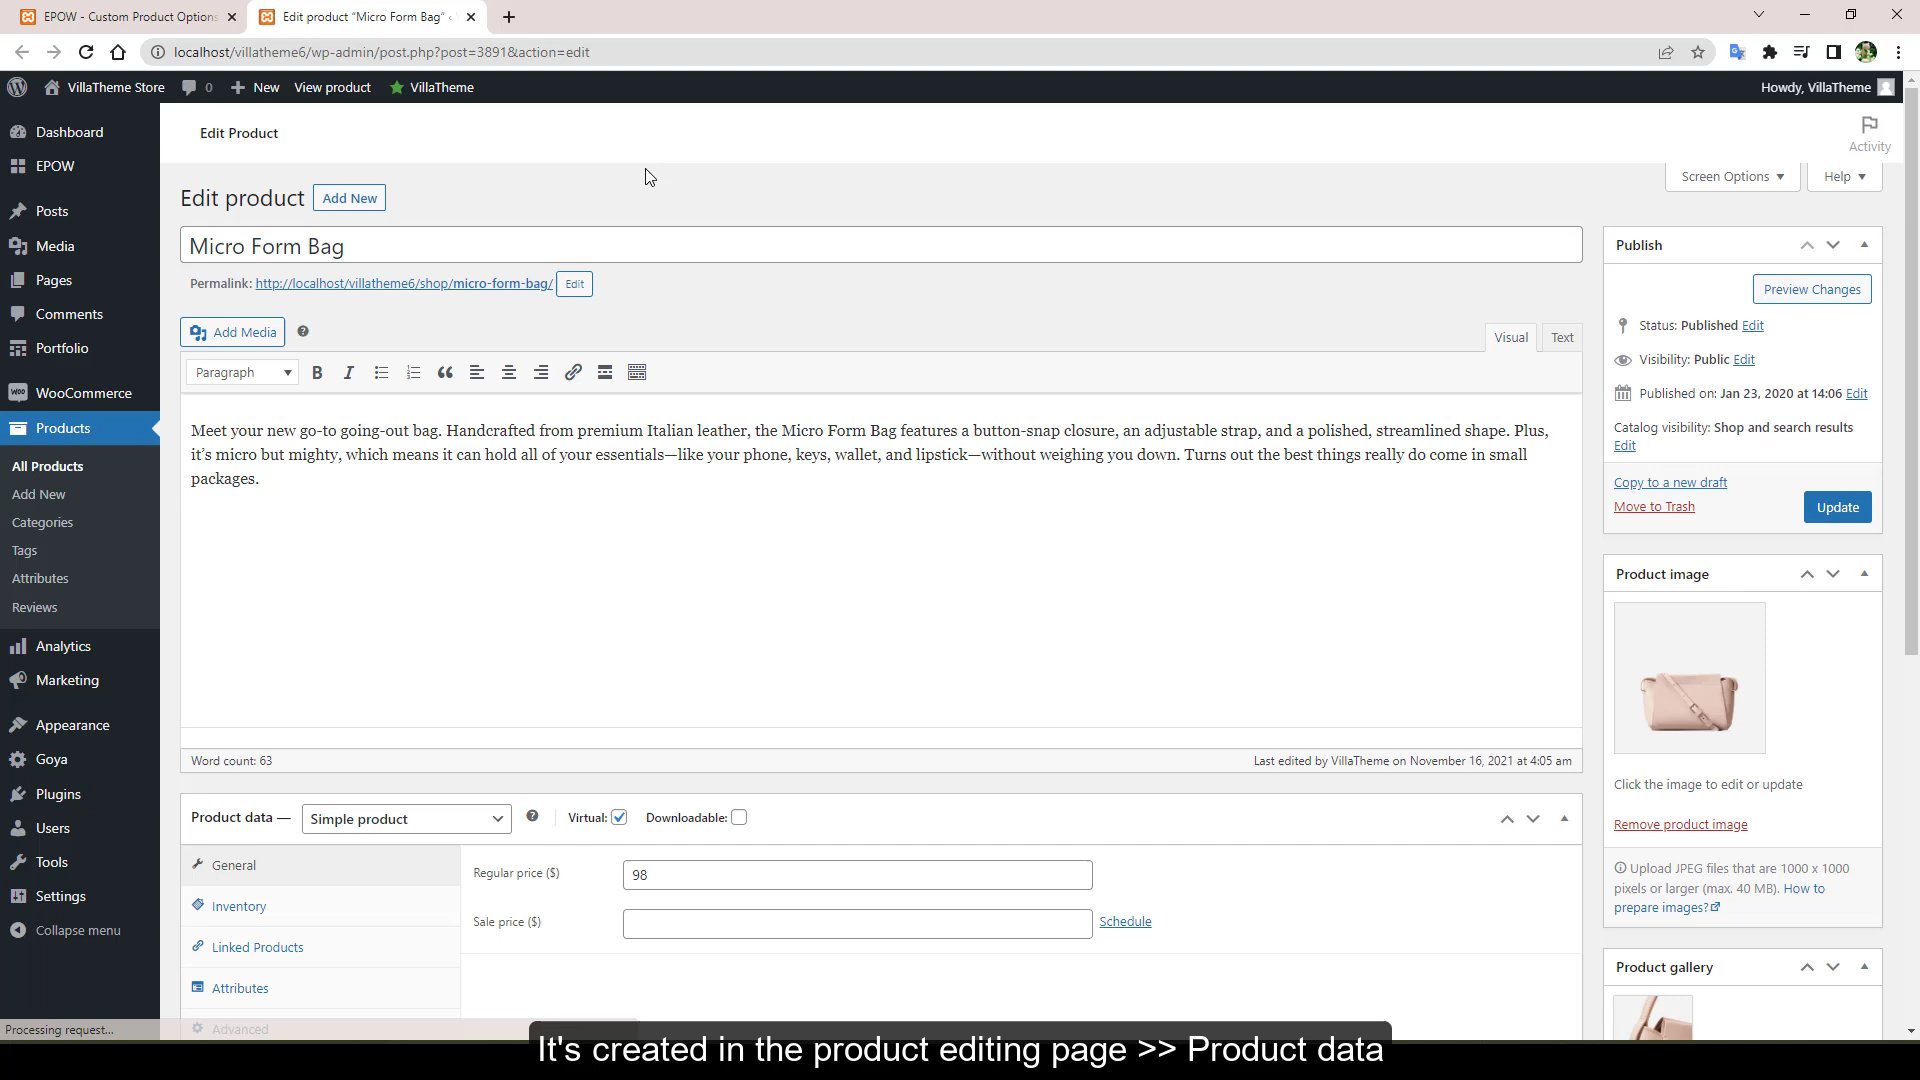 EPOW - Custom Product Options
Edit product “Micro Form Bag” ‹
localhost/villatheme6/wp-admin/post.php?post=3891&action=edit
VillaTheme Store
0
New
View product
VillaTheme
Howdy, VillaTheme
Dashboard
EPOW
Posts
Media
Pages
Comments
Portfolio
WooCommerce
Products
All Products
Add New
Categories
Tags
Attributes
Reviews
Analytics
Marketing
Appearance
Goya
Plugins
Users
Tools
Settings
Collapse menu
Processing request...
Edit Product
Activity
Screen Options
Help
Edit product
Add New
Micro Form Bag
Permalink: http://localhost/villatheme6/shop/micro-form-bag/ Edit
Add Media
Visual
Text
Paragraph
Meet your new go-to going-out bag. Handcrafted from premium Italian leather, the Micro Form Bag features a button-snap closure, an adjustable strap, and a polished, streamlined shape. Plus,
it’s micro but mighty, which means it can hold all of your essentials—like your phone, keys, wallet, and lipstick—without weighing you down. Turns out the best things really do come in small
packages.
Word count: 63
Last edited by VillaTheme on November 16, 2021 at 4:05 am
Product data —
Simple product
Virtual:
Downloadable:
General
Inventory
Linked Products
Attributes
Advanced
Regular price ($)
98
Sale price ($)
Schedule
Publish
Preview Changes
Status: Published Edit
Visibility: Public Edit
Published on: Jan 23, 2020 at 14:06 Edit
Catalog visibility: Shop and search results
Edit
Copy to a new draft
Move to Trash
Update
Product image
Click the image to edit or update
Remove product image
Upload JPEG files that are 1000 x 1000
pixels or larger (max. 40 MB). How to
prepare images?
Product gallery
It's created in the product editing page >> Product data